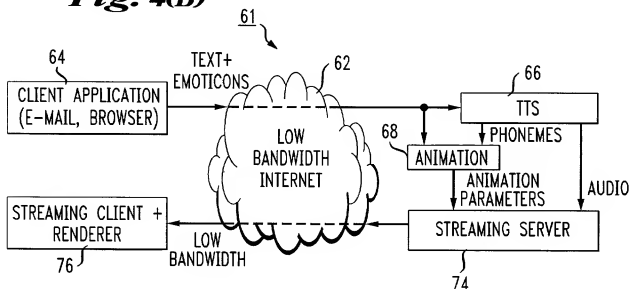 Fig. 4(B)
61
64
CLIENT APPLICATION
(E-MAIL, BROWSER)
TEXT+
EMOTICONS
62
LOW
BANDWIDTH
INTERNET
66
TTS
PHONEMES
68
ANIMATION
ANIMATION
PARAMETERS
AUDIO
STREAMING CLIENT +
RENDERER
76
LOW
BANDWIDTH
STREAMING SERVER
74